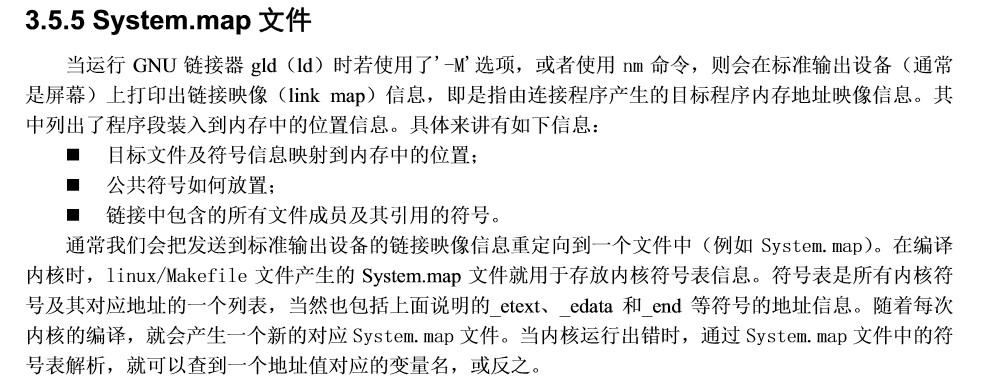 3.5.5 System.map 文件
当运行 GNU 链接器 gld（ld）时若使用了'-M'选项，或者使用 nm 命令，则会在标准输出设备（通常
是屏幕）上打印出链接映像（link map）信息，即是指由连接程序产生的目标程序内存地址映像信息。其
中列出了程序段装入到内存中的位置信息。具体来讲有如下信息：
■ 目标文件及符号信息映射到内存中的位置；
■ 公共符号如何放置；
■ 链接中包含的所有文件成员及其引用的符号。
通常我们会把发送到标准输出设备的链接映像信息重定向到一个文件中（例如 System.map）。在编译
内核时，linux/Makefile 文件产生的 System.map 文件就用于存放内核符号表信息。符号表是所有内核符
号及其对应地址的一个列表，当然也包括上面说明的_etext、_edata 和_end 等符号的地址信息。随着每次
内核的编译，就会产生一个新的对应 System.map 文件。当内核运行出错时，通过 System.map 文件中的符
号表解析，就可以查到一个地址值对应的变量名，或反之。